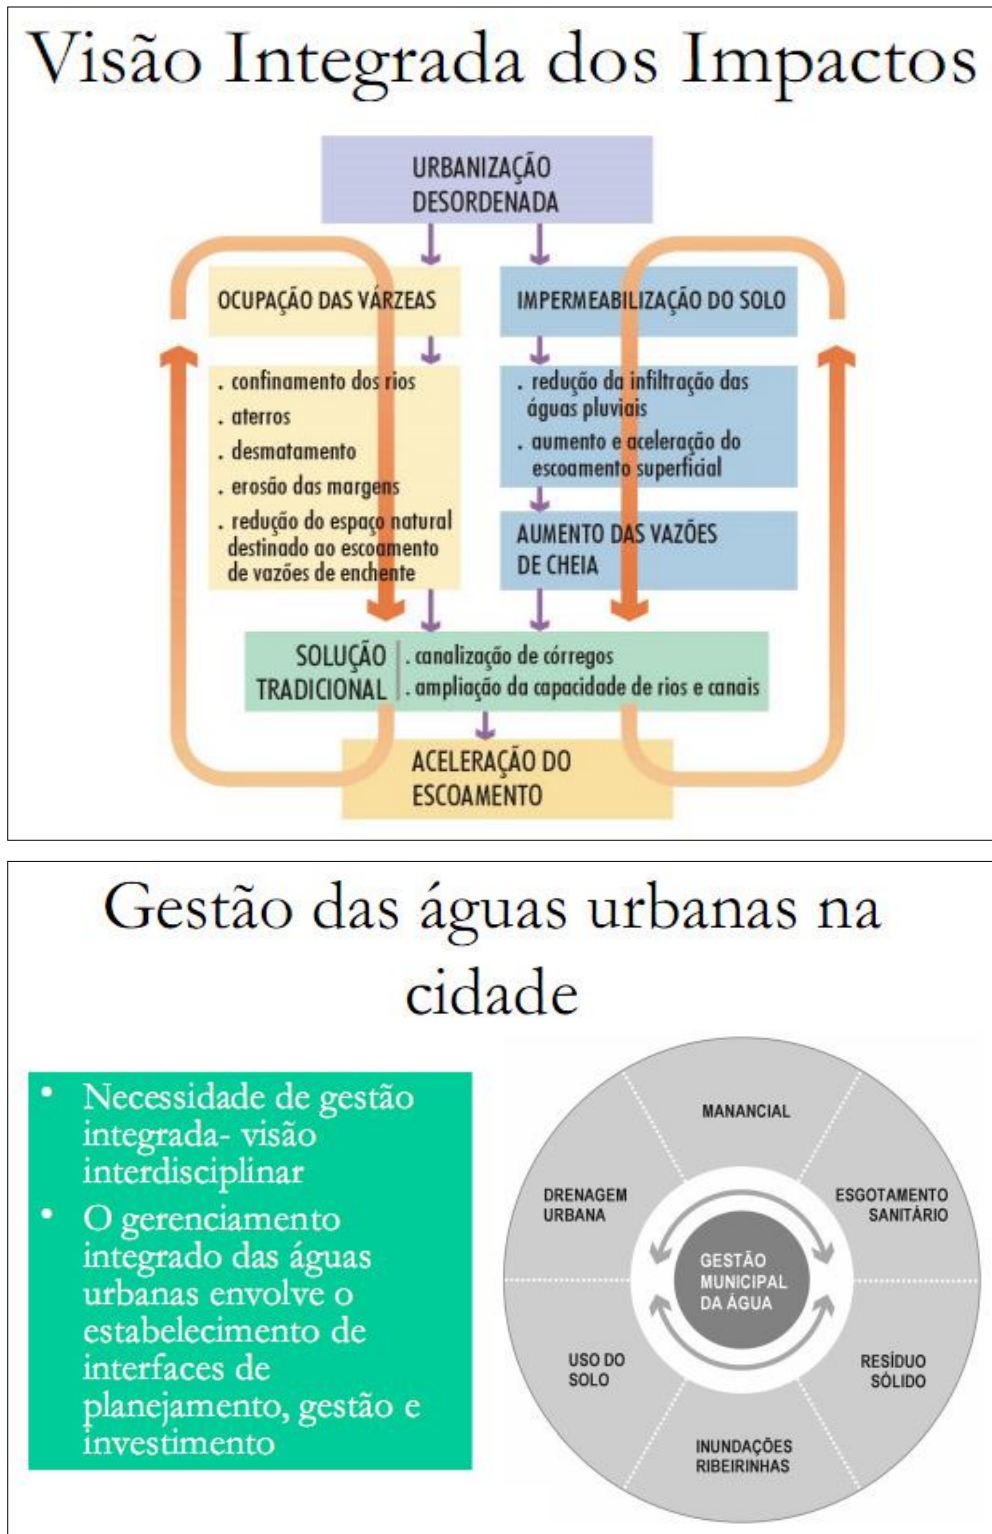 Visão Integrada dos Impactos
URBANIZAÇÃO
DESORDENADA
OCUPAÇÃO DAS VÁRZEAS
. confinamento dos rios
. aterros
. desmatamento
. erosão das margens
. redução do espaço natural
destinado ao escoamento
de vazões de enchente
IMPERMEABILIZAÇÃO DO SOLO
. redução da infiltração das
águas pluviais
. aumento e aceleração do
escoamento superficial
AUMENTO DAS VAZÕES
DE CHEIA
SOLUÇÃO
TRADICIONAL
. canalização de córregos
. ampliação da capacidade de rios e canais
ACELERAÇÃO DO
ESCOAMENTO
Gestão das águas urbanas na
cidade
• Necessidade de gestão
integrada- visão
interdisciplinar
• O gerenciamento
integrado das águas
urbanas envolve o
estabelecimento de
interfaces de
planejamento, gestão e
investimento
MANANCIAL
DRENAGEM
URBANA
ESGOTAMENTO
SANITÁRIO
GESTÃO
MUNICIPAL
DA ÁGUA
USO DO
SOLO
RESÍDUO
SÓLIDO
INUNDAÇÕES
RIBEIRINHAS